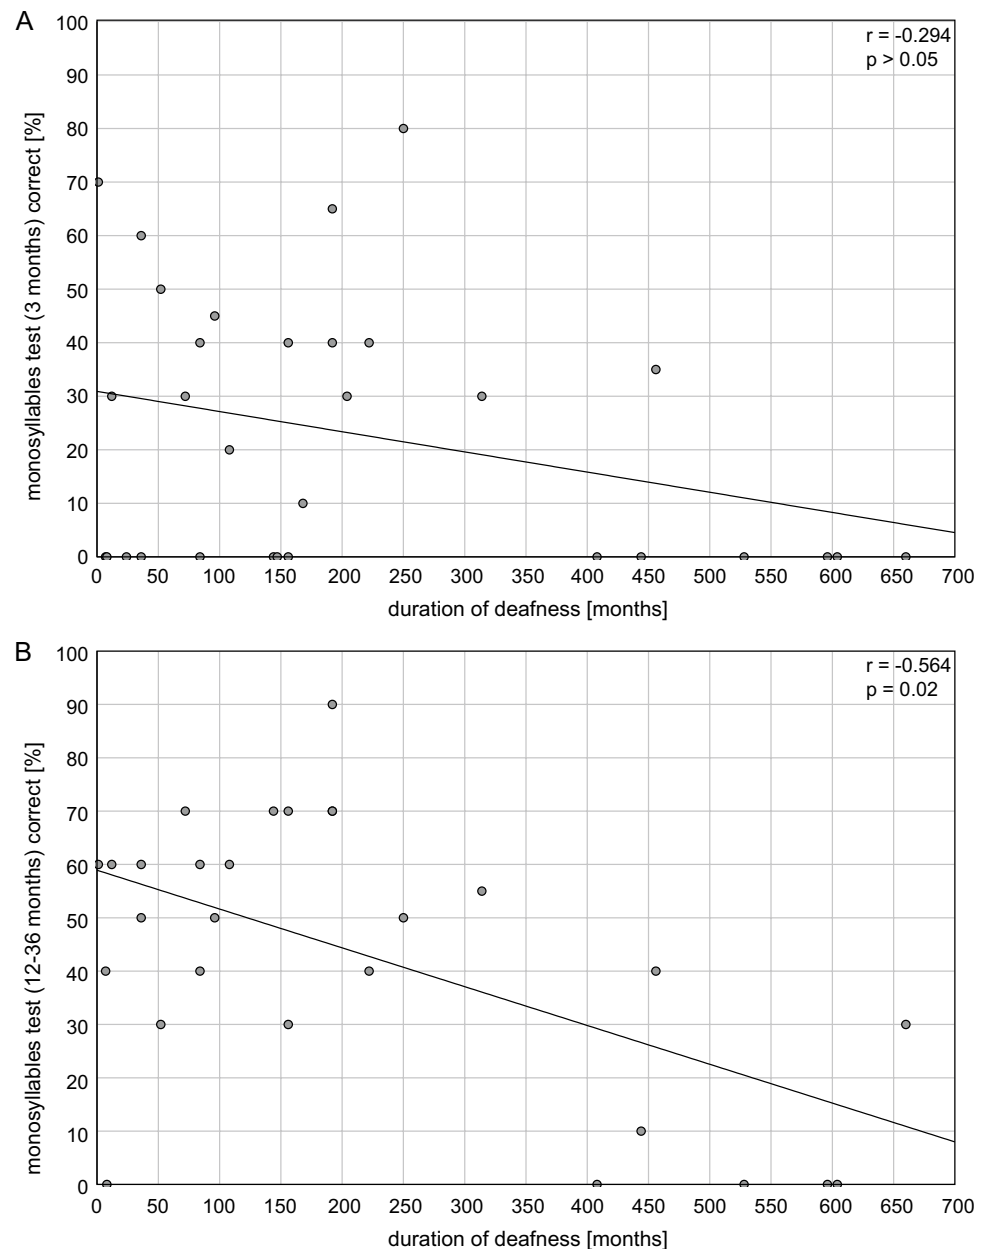 A
r = -0.294
p > 0.05
monosyllables test (3 months) correct [%]
100
90
80
70
60
50
40
30
20
10
0
0 50 100 150 200 250 300 350 400 450 500 550 600 650 700
duration of deafness [months]
B
r = -0.564
p = 0.02
monosyllables test (12-36 months) correct [%]
100
90
80
70
60
50
40
30
20
10
0
0 50 100 150 200 250 300 350 400 450 500 550 600 650 700
duration of deafness [months]